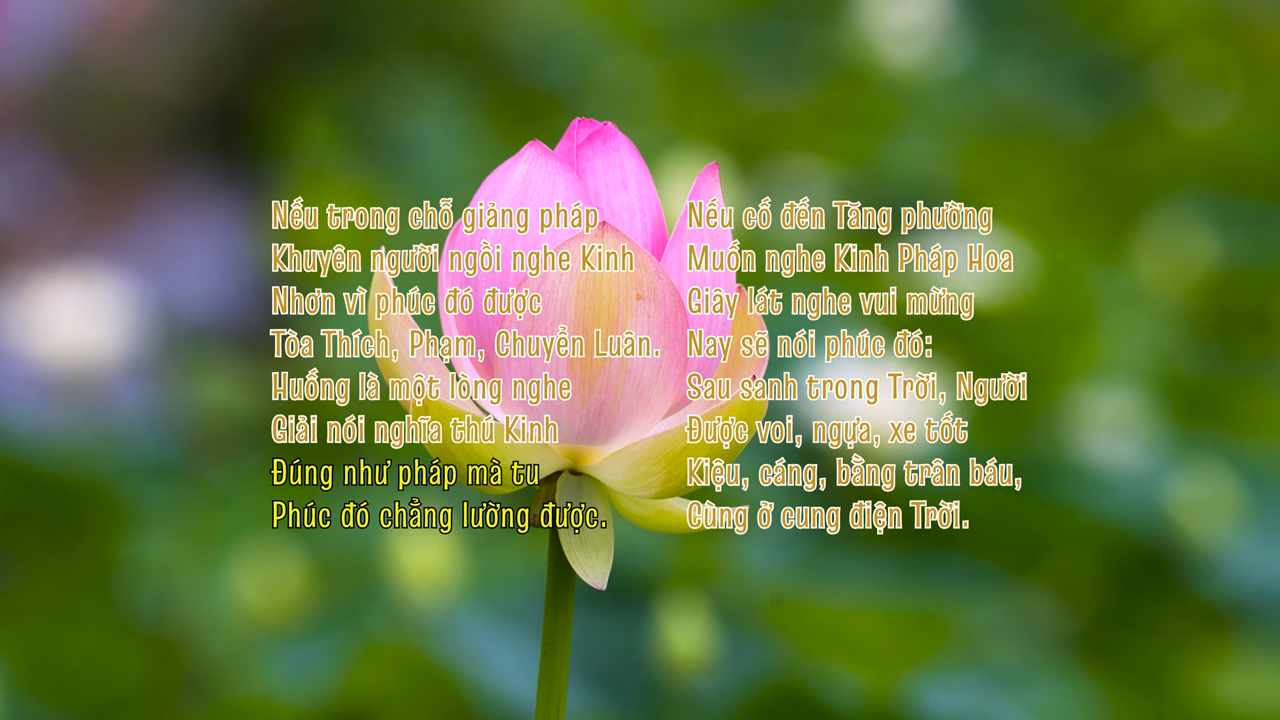 Nếu trong chỗ giảng pháp
Khuyên người ngồi nghe Kinh
Nhơn vì phúc đó được
Tòa Thích, Phạm, Chuyển Luân.
Huống là một lòng nghe
Giải nói nghĩa thú Kinh
Đúng như pháp mà tu
Phúc đó chẳng lường được.
Nếu cố đến Tăng phường
Muốn nghe Kinh Pháp Hoa
Giây lát nghe vui mừng
Nay sẽ nói phúc đó:
Sau sanh trong Trời, Người
Được voi, ngựa, xe tốt
Kiệu, cáng, bằng trân báu,
Cùng ở cung điện Trời.